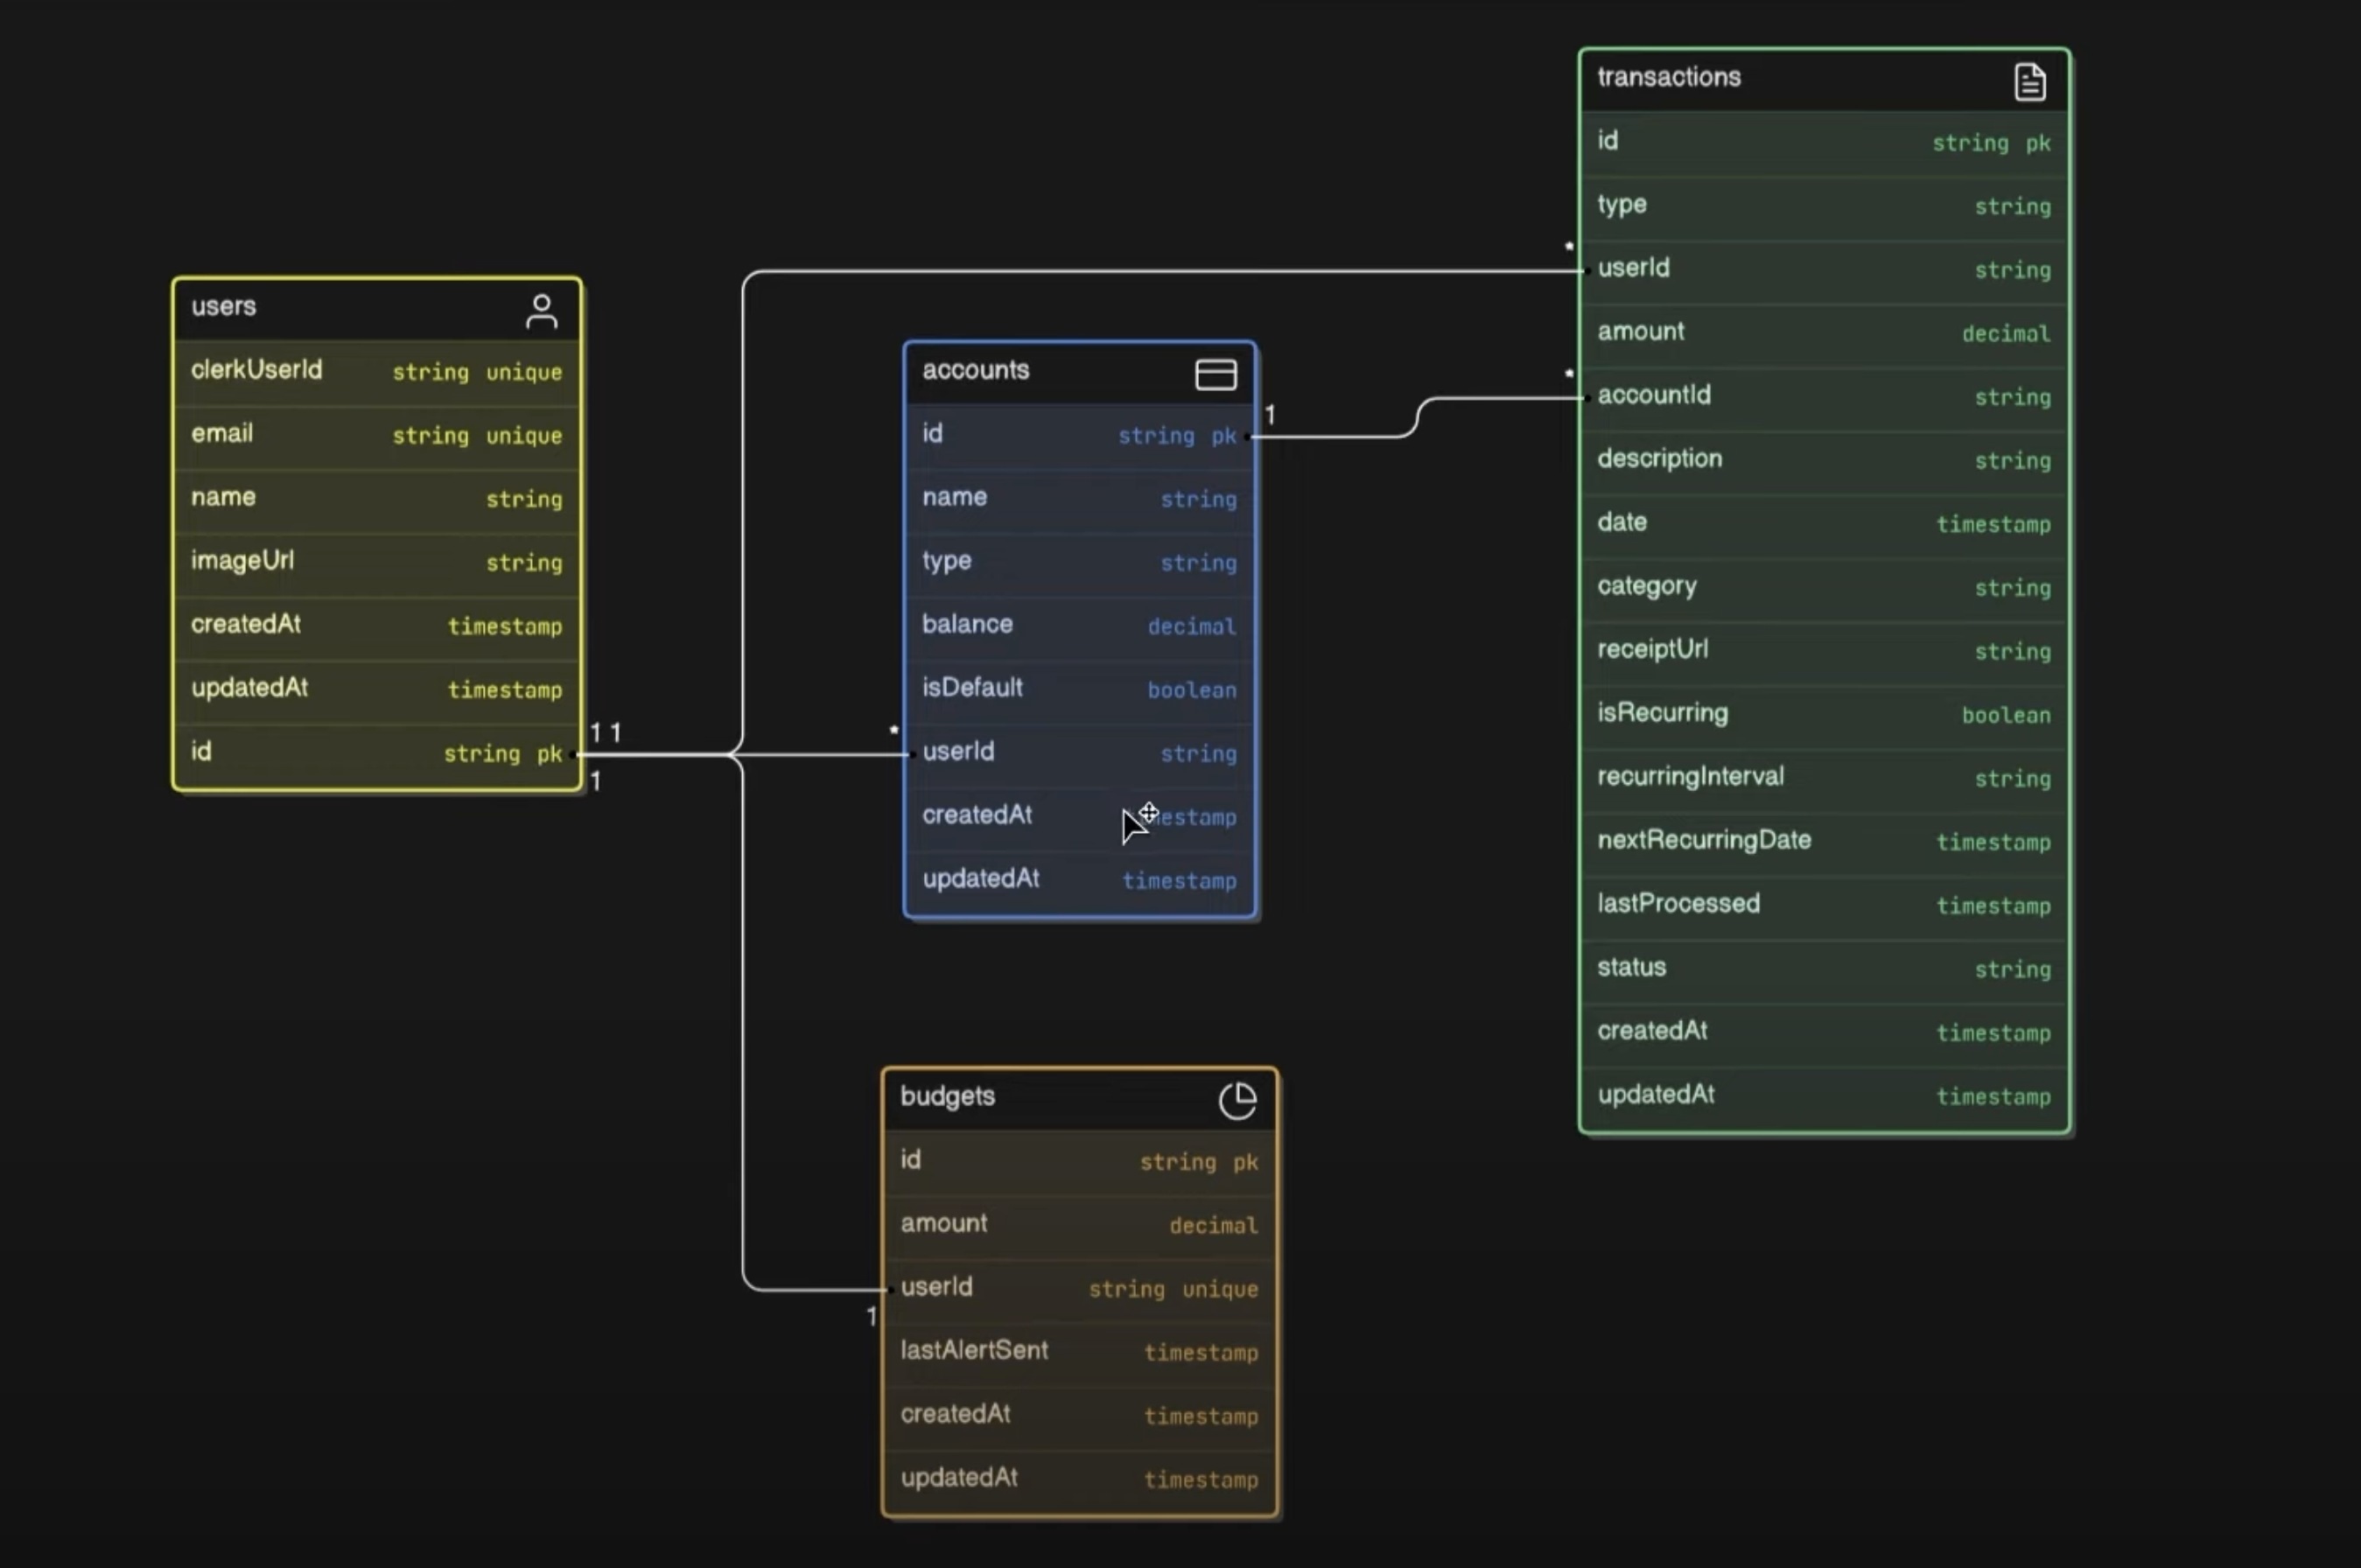 users
clerkUserId string unique
email string unique
name string
imageUrl string
createdAt timestamp
updatedAt timestamp
id string pk
1 1
1
accounts
id string pk
1
name string
type string
balance decimal
isDefault boolean
*
userId string
createdAt
updatedAt timestamp
budgets
id string pk
amount decimal
userId string unique
1
lastAlertSent timestamp
createdAt timestamp
updatedAt timestamp
transactions
id string pk
type string
*
userId string
amount decimal
*
accountId string
description string
date timestamp
category string
receiptUrl string
isRecurring boolean
recurringInterval string
nextRecurringDate timestamp
lastProcessed timestamp
status string
createdAt timestamp
updatedAt timestamp